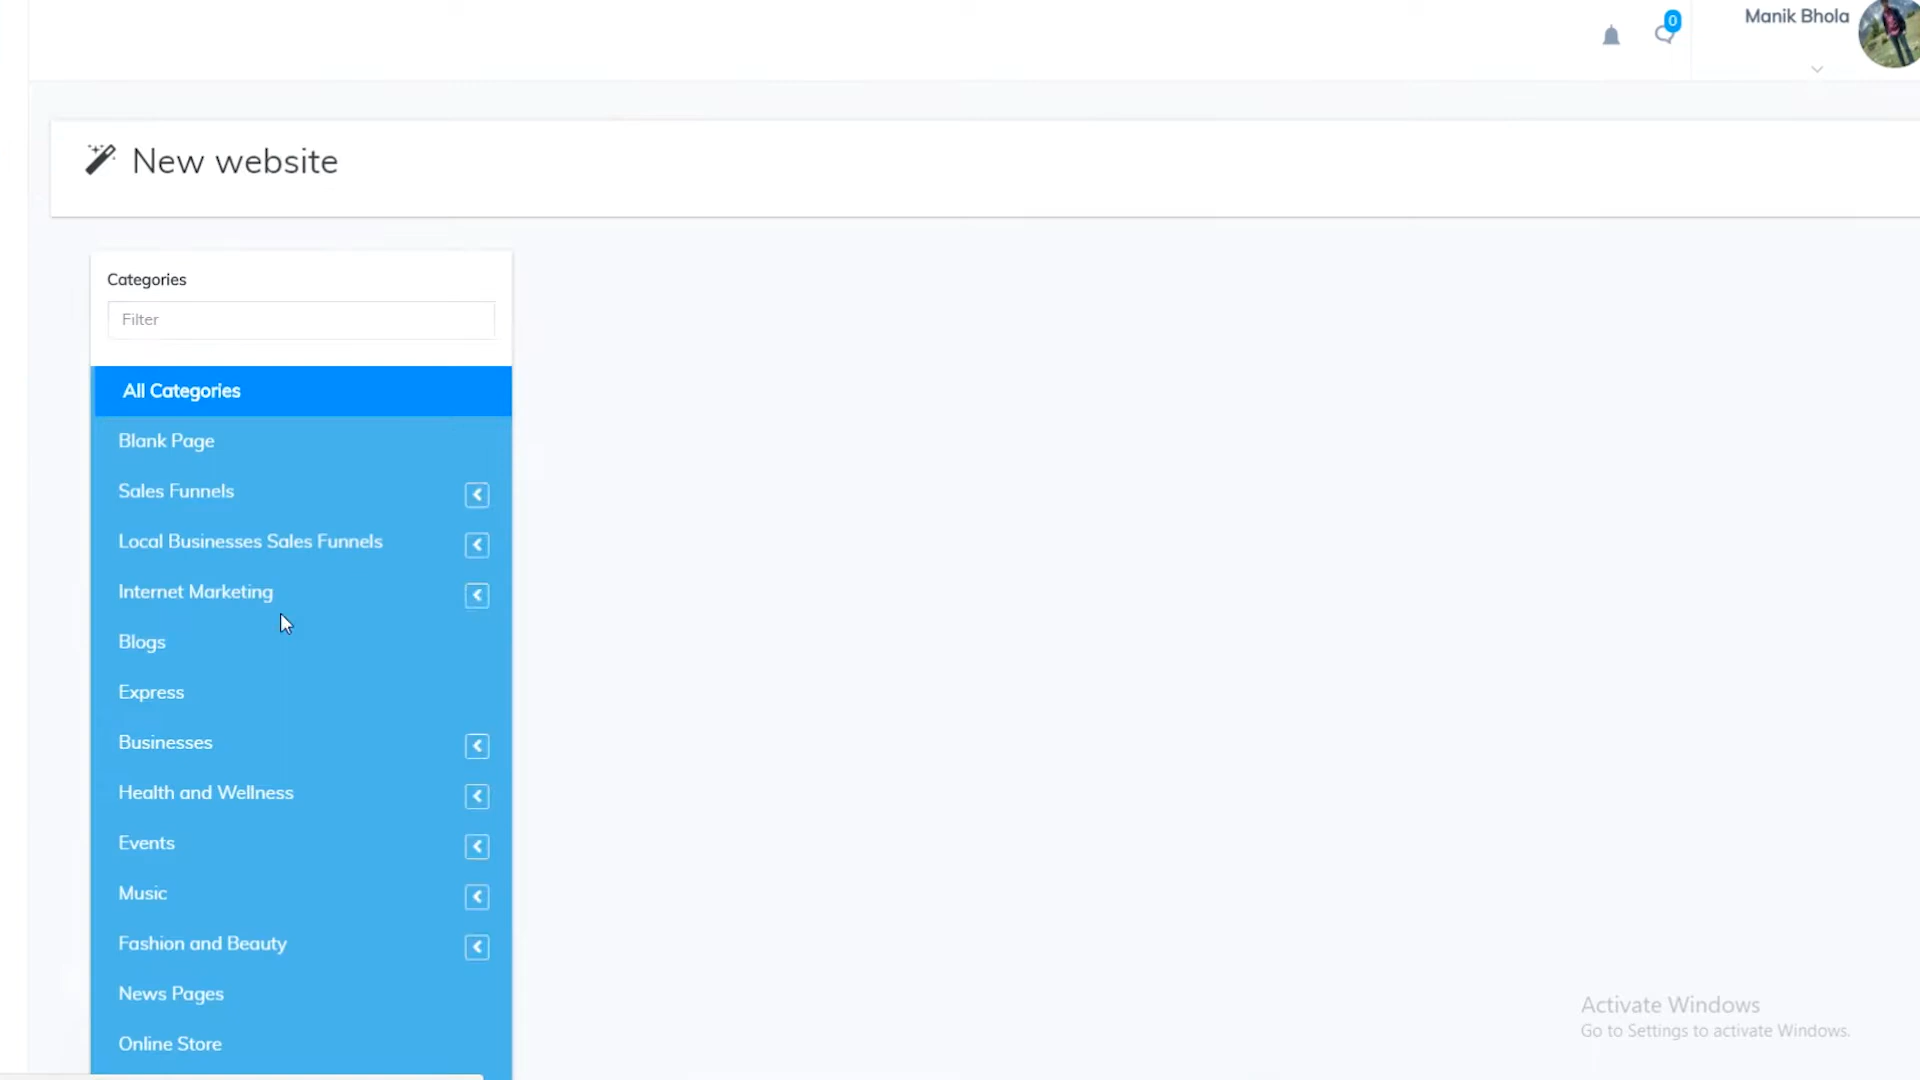 0
Manik Bhola
New website
Categories
Filter
All Categories
Blank Page
Sales Funnels
Local Businesses Sales Funnels
Internet Marketing
Blogs
Express
Businesses
Health and Wellness
Events
Music
Fashion and Beauty
News Pages
Online Store
Activate Windows
Go to Settings to activate Windows.